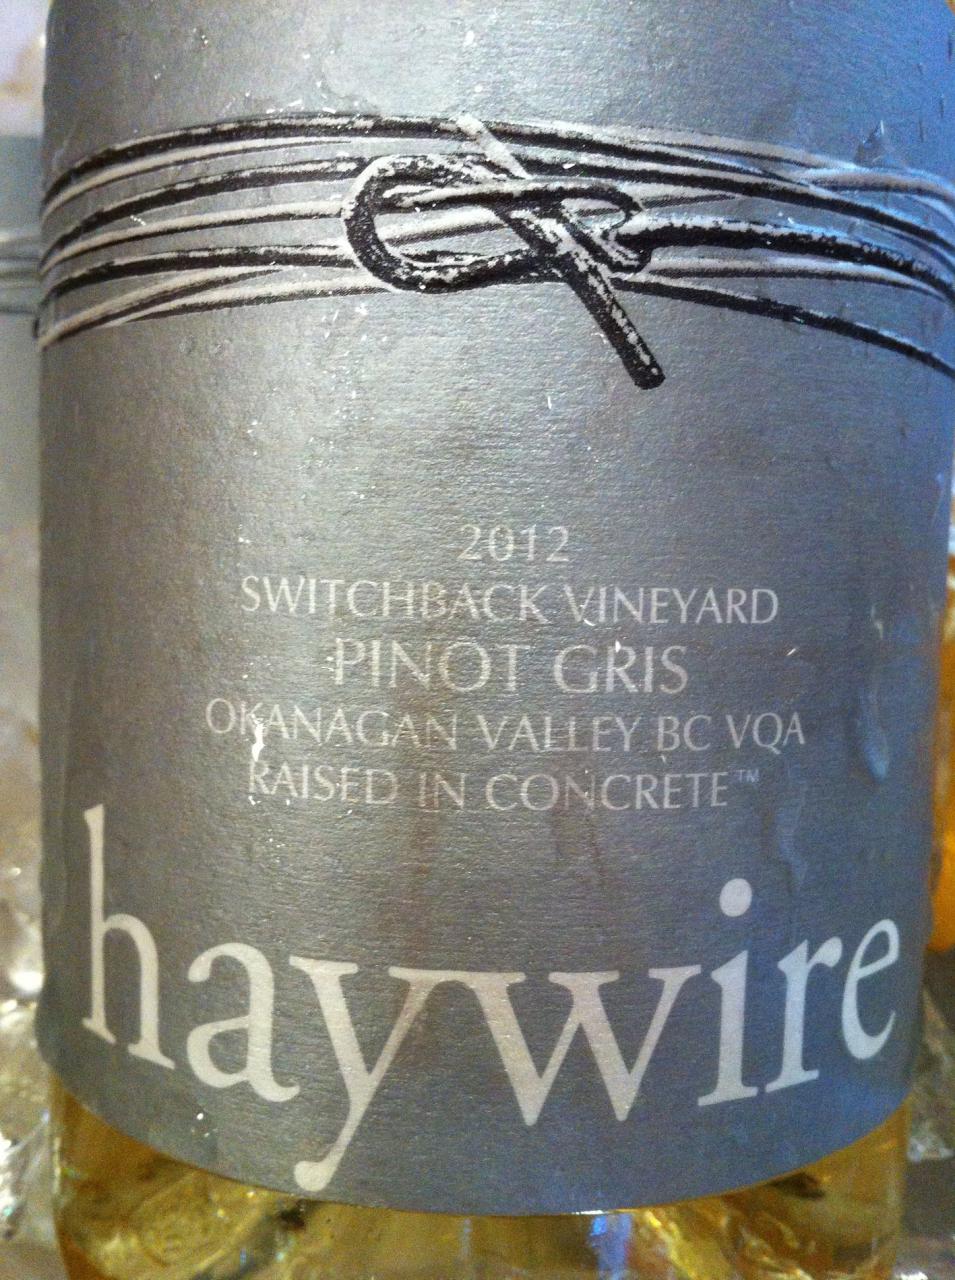 2012
SWITCHBACK VINEYARD
PINOT GRIS
OKANAGAN VALLEY BC VQA
RAISED IN CONCRETE™
haywire